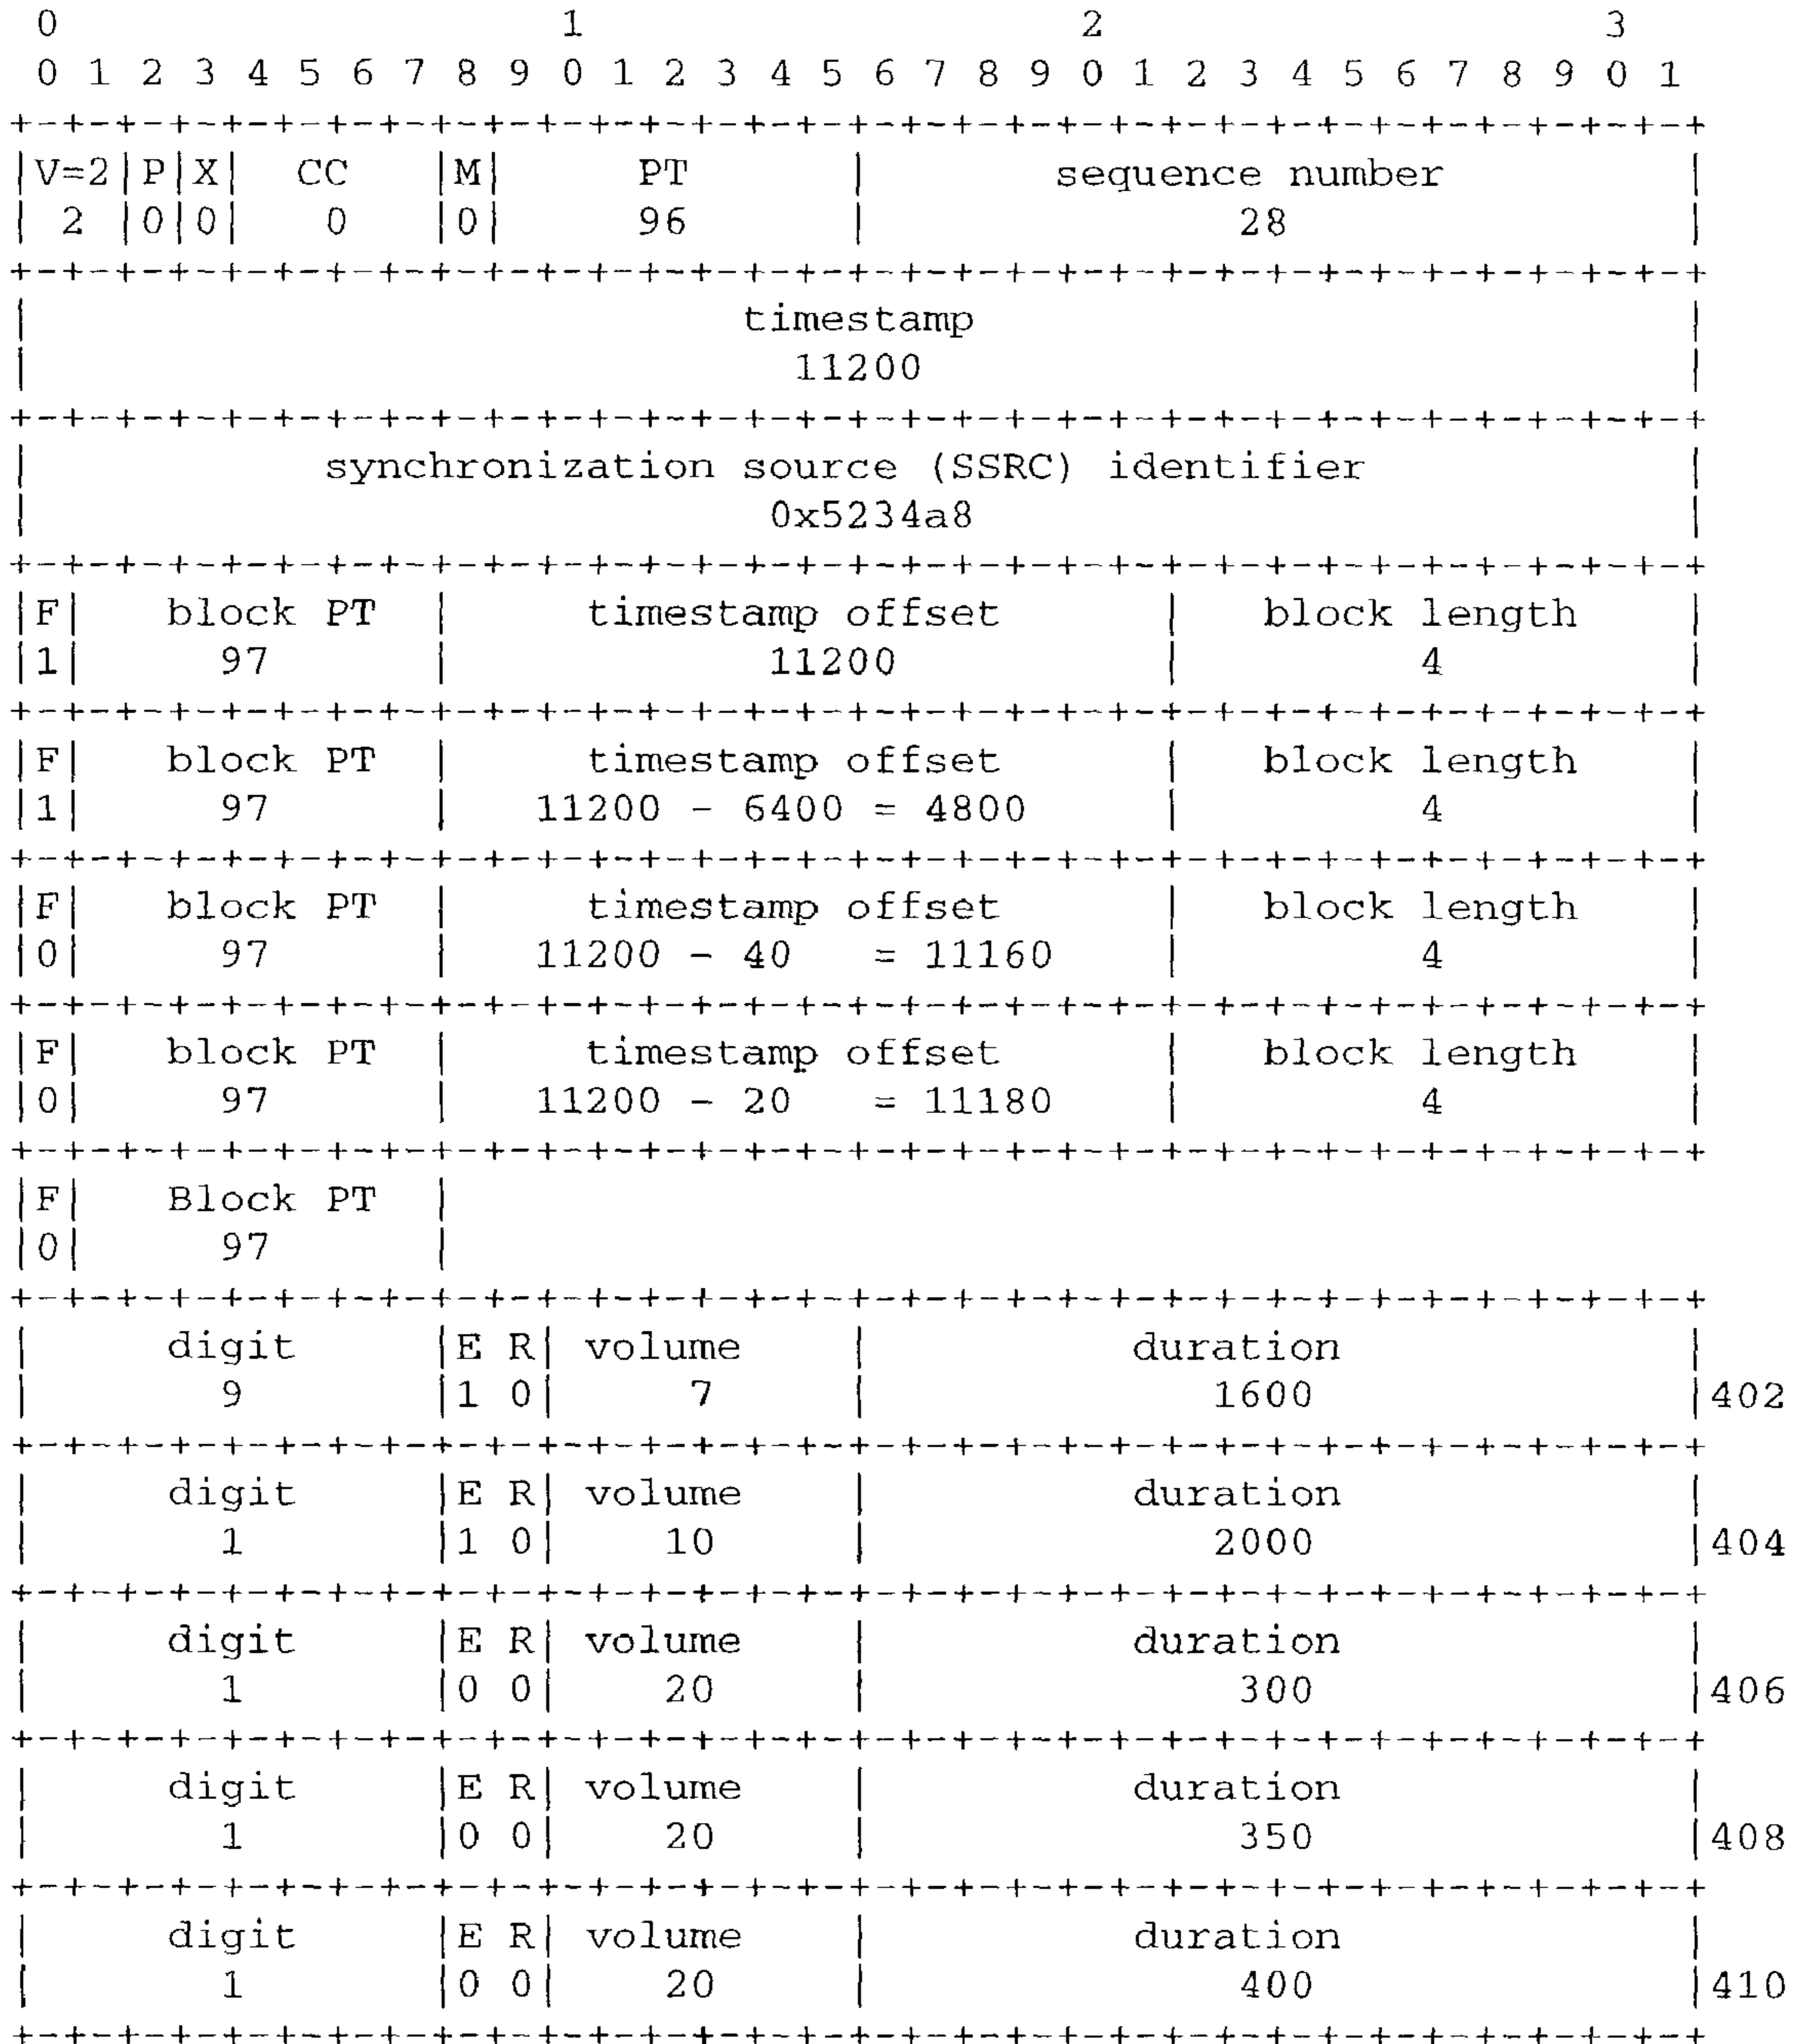 0 1 2 3
0 1 2 3 4 5 6 7 8 9 0 1 2 3 4 5 6 7 8 9 0 1 2 3 4 5 6 7 8 9 0 1
+-+-+-+-+-+-+-+-+-+-+-+-+-+-+-+-+-+-+-+-+-+-+-+-+-+-+-+-+-+-+-+-+
|V=2|P|X| CC |M| PT | sequence number |
| 2 |0|0| 0 |0| 96 | 28 |
+-+-+-+-+-+-+-+-+-+-+-+-+-+-+-+-+-+-+-+-+-+-+-+-+-+-+-+-+-+-+-+-+
| timestamp |
| 11200 |
+-+-+-+-+-+-+-+-+-+-+-+-+-+-+-+-+-+-+-+-+-+-+-+-+-+-+-+-+-+-+-+-+
| synchronization source (SSRC) identifier |
| 0x5234a8 |
+-+-+-+-+-+-+-+-+-+-+-+-+-+-+-+-+-+-+-+-+-+-+-+-+-+-+-+-+-+-+-+-+
|F| block PT | timestamp offset | block length |
|1| 97 | 11200 | 4 |
+-+-+-+-+-+-+-+-+-+-+-+-+-+-+-+-+-+-+-+-+-+-+-+-+-+-+-+-+-+-+-+-+
|F| block PT | timestamp offset | block length |
|1| 97 | 11200 - 6400 = 4800 | 4 |
+-+-+-+-+-+-+-+-+-+-+-+-+-+-+-+-+-+-+-+-+-+-+-+-+-+-+-+-+-+-+-+-+
|F| block PT | timestamp offset | block length |
|0| 97 | 11200 - 40 = 11160 | 4 |
+-+-+-+-+-+-+-+-+-+-+-+-+-+-+-+-+-+-+-+-+-+-+-+-+-+-+-+-+-+-+-+-+
|F| block PT | timestamp offset | block length |
|0| 97 | 11200 - 20 = 11180 | 4 |
+-+-+-+-+-+-+-+-+-+-+-+-+-+-+-+-+-+-+-+-+-+-+-+-+-+-+-+-+-+-+-+-+
|F| Block PT |
|0| 97 |
+-+-+-+-+-+-+-+-+-+-+-+-+-+-+-+-+-+-+-+-+-+-+-+-+-+-+-+-+-+-+-+-+
| digit |E R| volume | duration |
| 9 |1 0| 7 | 1600 |402
+-+-+-+-+-+-+-+-+-+-+-+-+-+-+-+-+-+-+-+-+-+-+-+-+-+-+-+-+-+-+-+-+
| digit |E R| volume | duration |
| 1 |1 0| 10 | 2000 |404
+-+-+-+-+-+-+-+-+-+-+-+-+-+-+-+-+-+-+-+-+-+-+-+-+-+-+-+-+-+-+-+-+
| digit |E R| volume | duration |
| 1 |0 0| 20 | 300 |406
+-+-+-+-+-+-+-+-+-+-+-+-+-+-+-+-+-+-+-+-+-+-+-+-+-+-+-+-+-+-+-+-+
| digit |E R| volume | duration |
| 1 |0 0| 20 | 350 |408
+-+-+-+-+-+-+-+-+-+-+-+-+-+-+-+-+-+-+-+-+-+-+-+-+-+-+-+-+-+-+-+-+
| digit |E R| volume | duration |
| 1 |0 0| 20 | 400 |410
+-+-+-+-+-+-+-+-+-+-+-+-+-+-+-+-+-+-+-+-+-+-+-+-+-+-+-+-+-+-+-+-+